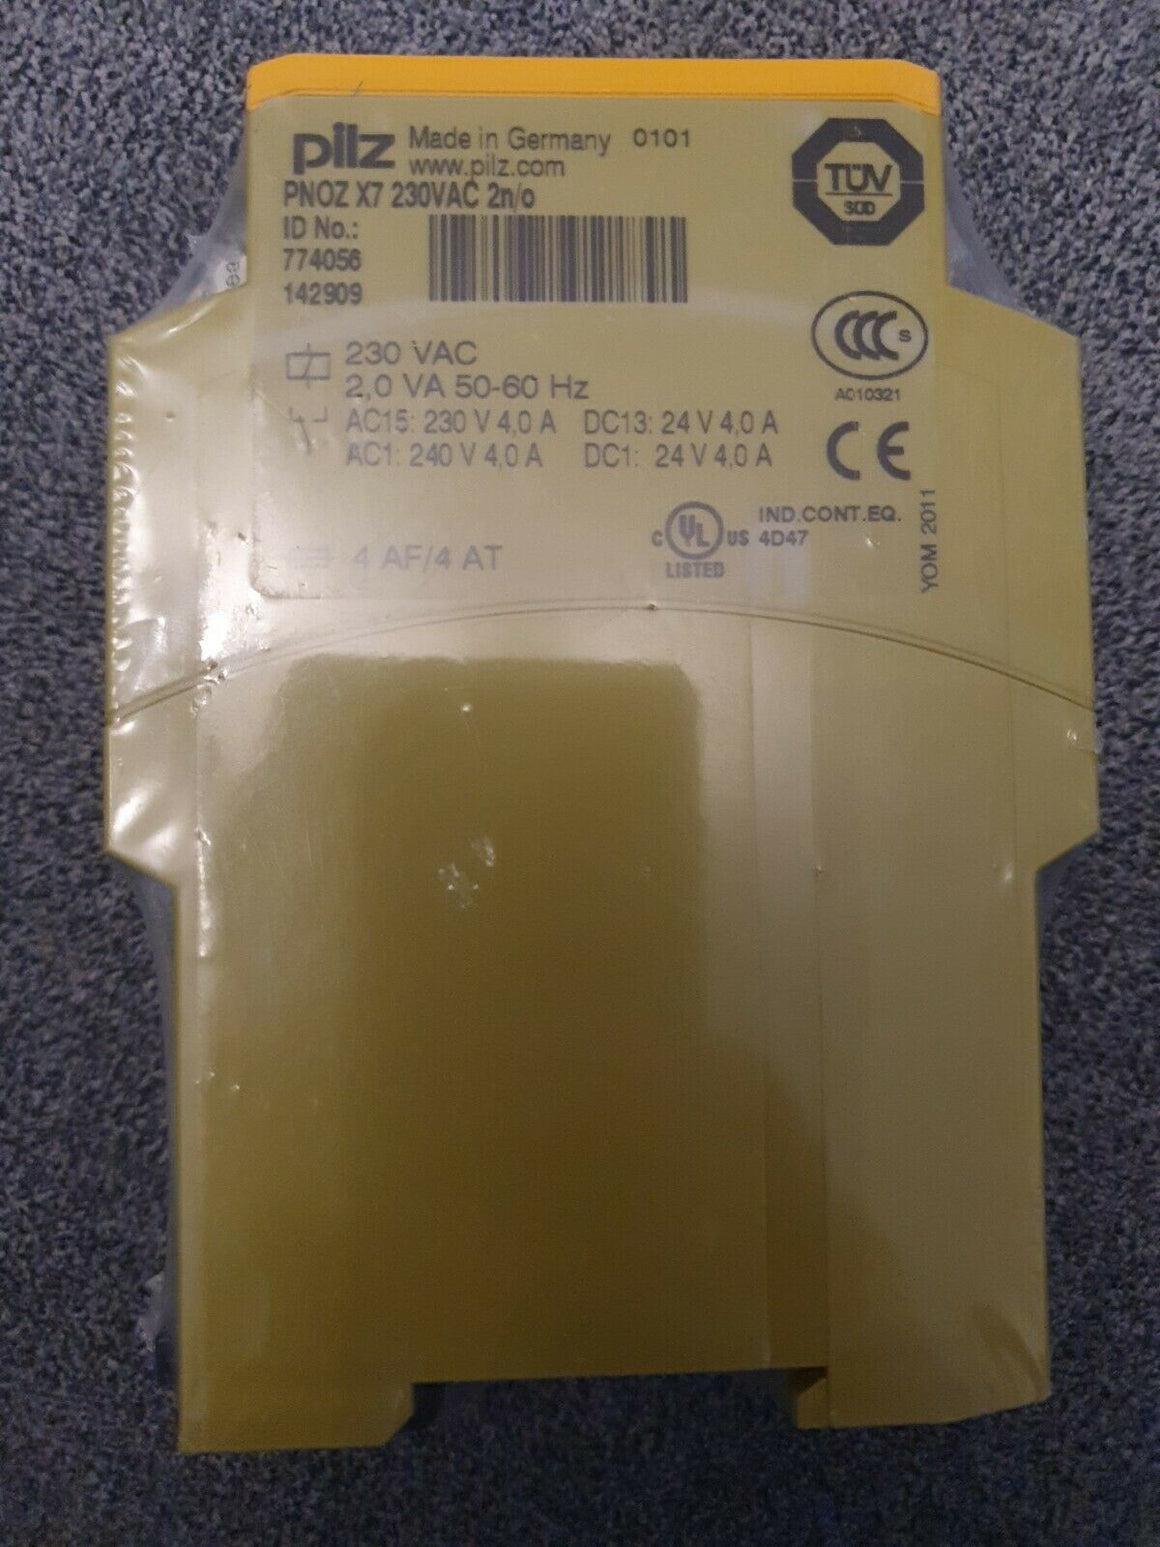 pilz Made in Germany 0101
www.pilz.com
PNOZ X7 230VAC 2n/o
ID No.:
774056
142909
TÜV
SÜD
CCC S
A010321
230 VAC
2,0 VA 50-60 Hz
AC15: 230 V 4,0 A DC13: 24 V 4,0 A
AC1: 240 V 4,0 A DC1: 24 V 4,0 A
CE
4 AF/4 AT
C UL US
LISTED
IND.CONT.EQ.
4D47
YOM 2011